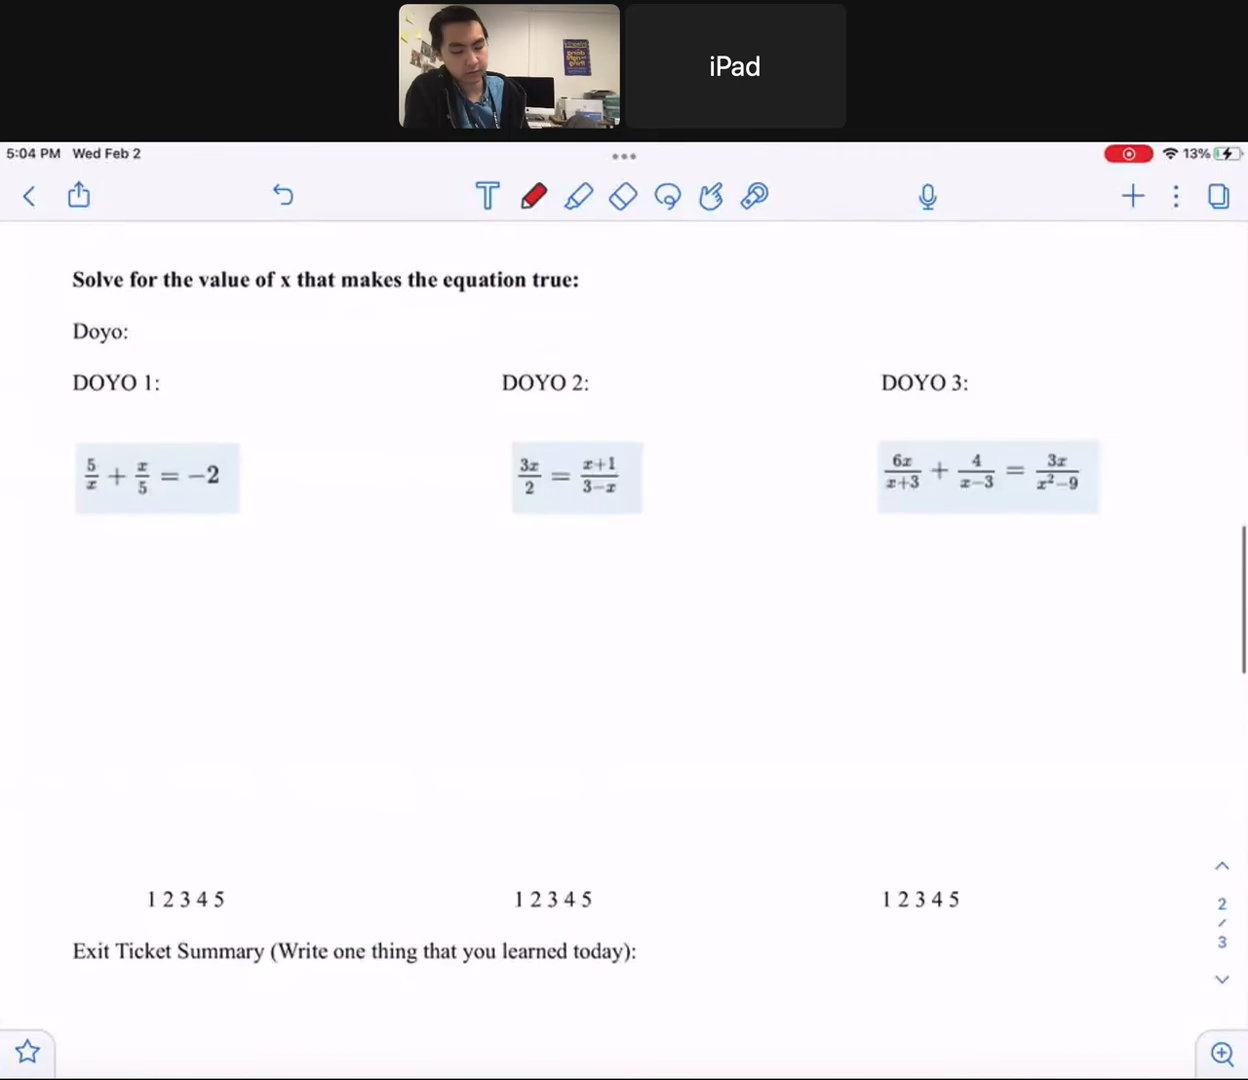 iPad
5:04 PM Wed Feb 2
13%
Solve for the value of x that makes the equation true:
Doyo:
DOYO 1: DOYO 2: DOYO 3:
5/x + x/5 = -2 3x/2 = x+1/3-x 6x/x+3 + 4/x-3 = 3x/x²-9
1 2 3 4 5 1 2 3 4 5 1 2 3 4 5
2
/
3
Exit Ticket Summary (Write one thing that you learned today):